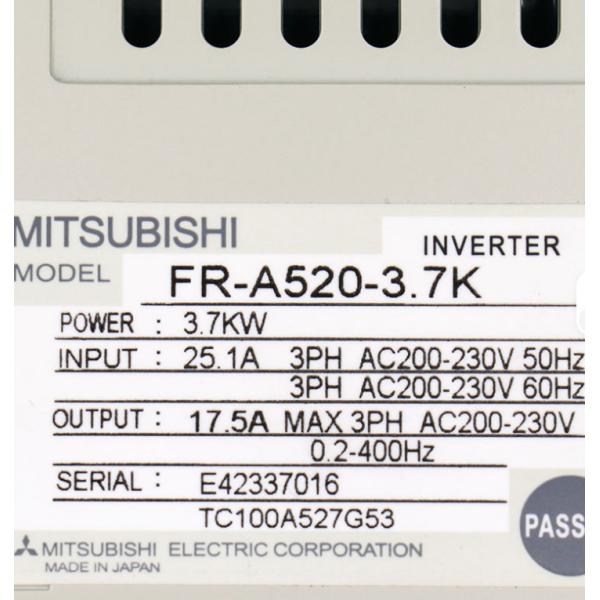 MITSUBISHI
INVERTER
MODEL FR-A520-3.7K
POWER : 3.7KW
INPUT : 25.1A 3PH AC200-230V 50Hz
3PH AC200-230V 60Hz
OUTPUT : 17.5A MAX 3PH AC200-230V
0.2-400Hz
SERIAL : E42337016
TC100A527G53
PASS
MITSUBISHI ELECTRIC CORPORATION
MADE IN JAPAN